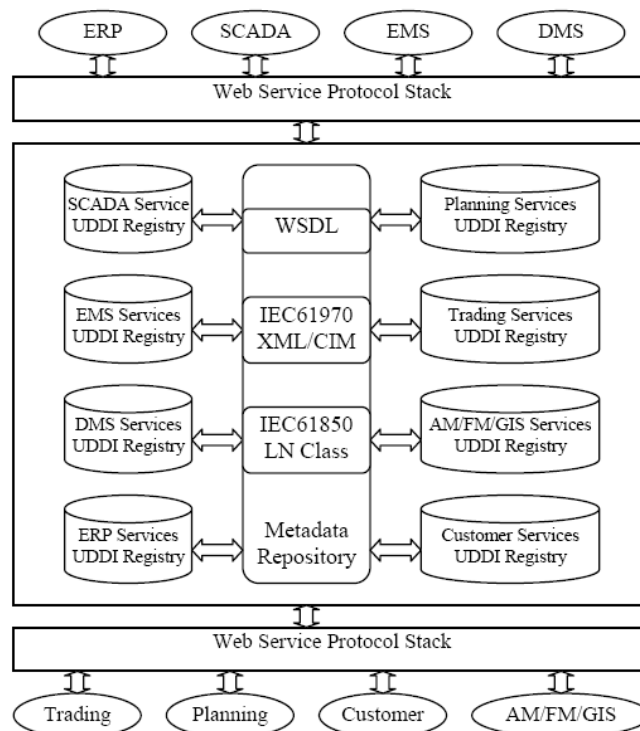 ERP
SCADA
EMS
DMS
Web Service Protocol Stack
SCADA Service
UDDI Registry
WSDL
Planning Services
UDDI Registry
EMS Services
UDDI Registry
IEC61970
XML/CIM
Trading Services
UDDI Registry
DMS Services
UDDI Registry
IEC61850
LN Class
AM/FM/GIS Services
UDDI Registry
ERP Services
UDDI Registry
Metadada
Repository
Customer Services
UDDI Registry
Web Service Protocol Stack
Trading
Planning
Customer
AM/FM/GIS